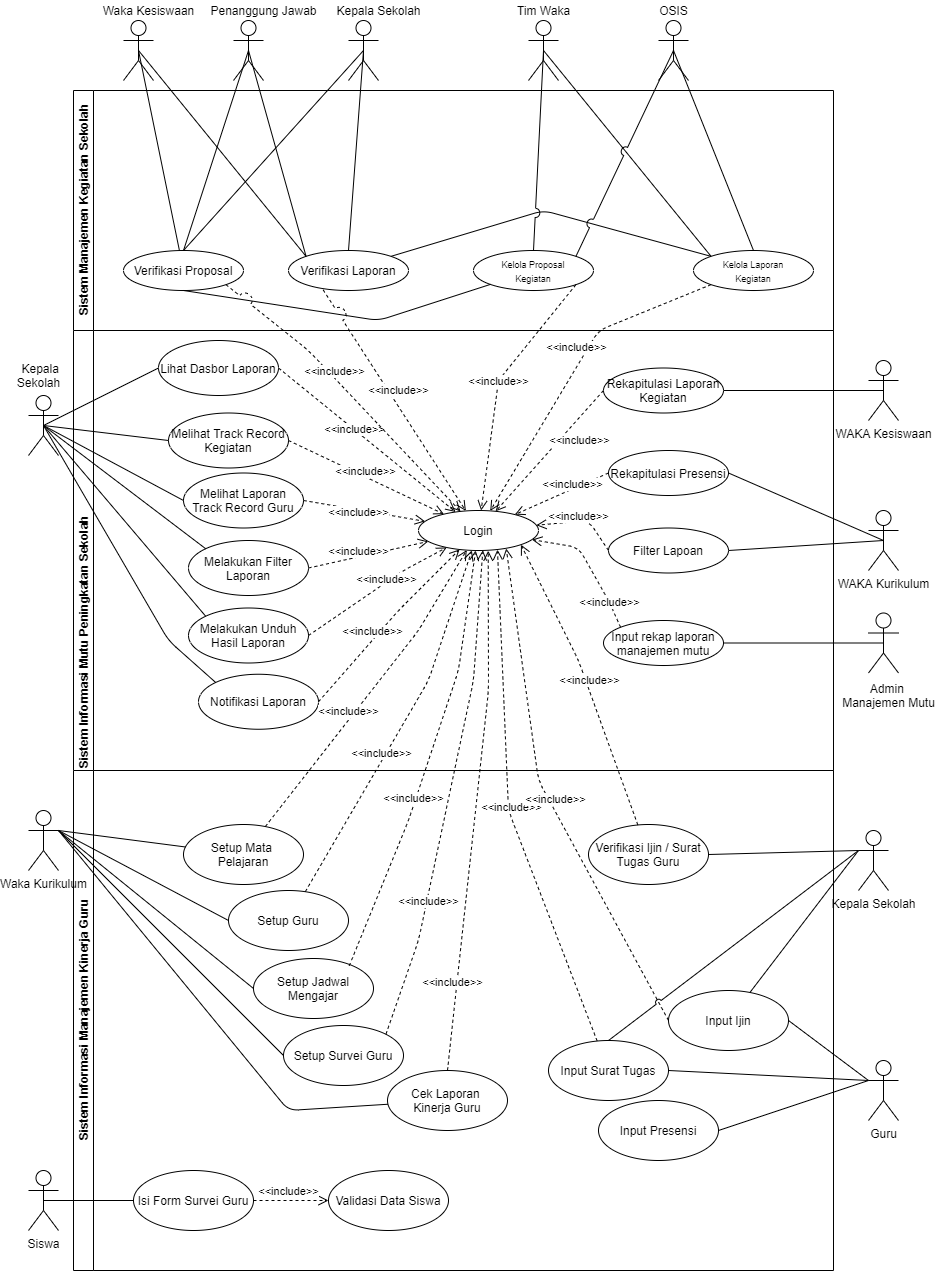 Waka Kesiswaan
Penanggung Jawab
Kepala Sekolah
Tim Waka
OSIS
Sistem Manajemen Kegiatan Sekolah
Verifikasi Proposal
Verifikasi Laporan
Kelola Proposal
Kegiatan
Kelola Laporan
Kegiatan
<<include>>
<<include>>
<<include>>
<<include>>
Sistem Informasi Mutu Peningkatan Sekolah
Kepala
Sekolah
Lihat Dasbor Laporan
<<include>>
Melihat Track Record
Kegiatan
<<include>>
Melihat Laporan
Track Record Guru
<<include>>
Melakukan Filter
Laporan
<<include>>
Melakukan Unduh
Hasil Laporan
<<include>>
Notifikasi Laporan
<<include>>
Login
Rekapitulasi Laporan
Kegiatan
<<include>>
WAKA Kesiswaan
Rekapitulasi Presensi
<<include>>
Filter Lapoan
<<include>>
WAKA Kurikulum
Input rekap laporan
manajemen mutu
<<include>>
Admin
Manajemen Mutu
<<include>>
<<include>>
<<include>>
<<include>>
<<include>>
<<include>>
<<include>>
<<include>>
Sistem Informasi Manajemen Kinerja Guru
Waka Kurikulum
Setup Mata
Pelajaran
Setup Guru
Setup Jadwal
Mengajar
Setup Survei Guru
Cek Laporan
Kinerja Guru
Verifikasi Ijin / Surat
Tugas Guru
Kepala Sekolah
Input Ijin
Input Surat Tugas
Input Presensi
Guru
Siswa
Isi Form Survei Guru
<<include>>
Validasi Data Siswa